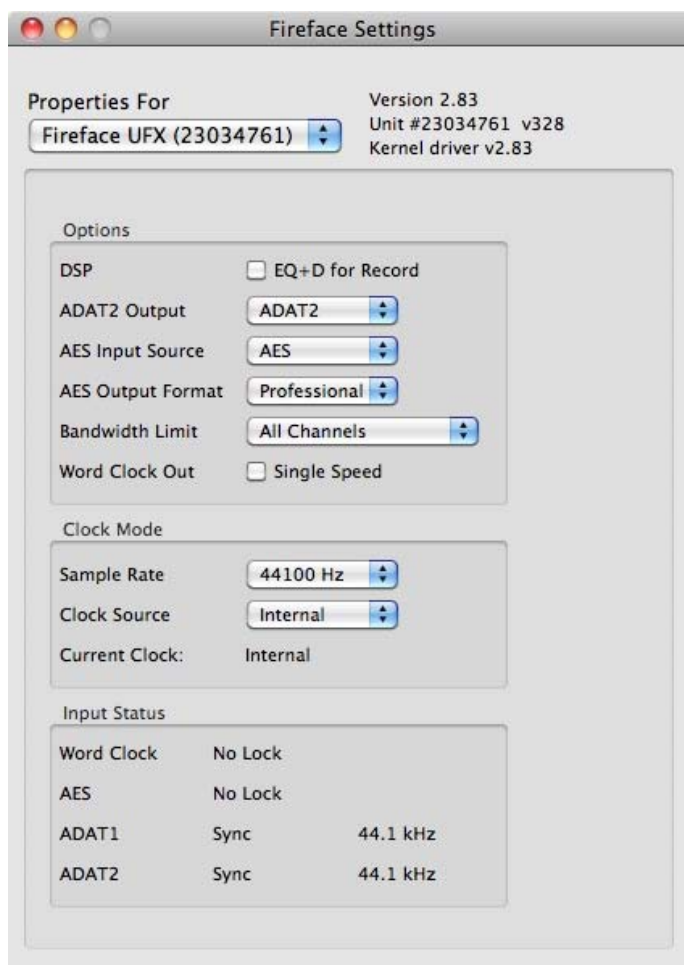 Fireface Settings
Properties For
Fireface UFX (23034761)
Version 2.83
Unit #23034761 v328
Kernel driver v2.83
Options
DSP EQ+D for Record
ADAT2 Output ADAT2
AES Input Source AES
AES Output Format Professional
Bandwidth Limit All Channels
Word Clock Out Single Speed
Clock Mode
Sample Rate 44100 Hz
Clock Source Internal
Current Clock: Internal
Input Status
Word Clock No Lock
AES No Lock
ADAT1 Sync 44.1 kHz
ADAT2 Sync 44.1 kHz